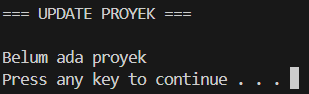 === UPDATE PROYEK ===
Belum ada proyek
Press any key to continue . . .